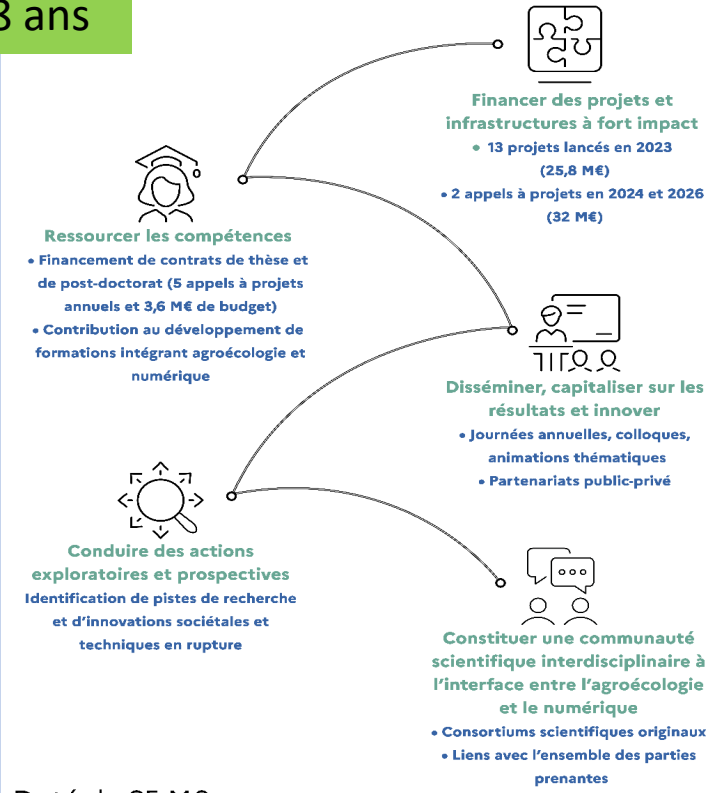 8 ans
Financer des projets et
infrastructures à fort impact
• 13 projets lancés en 2023
(25,8 M€)
• 2 appels à projets en 2024 et 2026
(32 M€)
Ressourcer les compétences
• Financement de contrats de thèse et
de post-doctorat (5 appels à projets
annuels et 3,6 M€ de budget)
• Contribution au développement de
formations intégrant agroécologie et
numérique
Disséminer, capitaliser sur les
résultats et innover
• Journées annuelles, colloques,
animations thématiques
• Partenariats public-privé
Conduire des actions
exploratoires et prospectives
Identification de pistes de recherche
et d'innovations sociétales et
techniques en rupture
Constituer une communauté
scientifique interdisciplinaire à
l'interface entre l'agroécologie
et le numérique
• Consortiums scientifiques originaux
• Liens avec l'ensemble des parties
prenantes